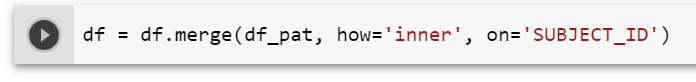 df = df.merge(df_pat, how='inner', on='SUBJECT_ID')